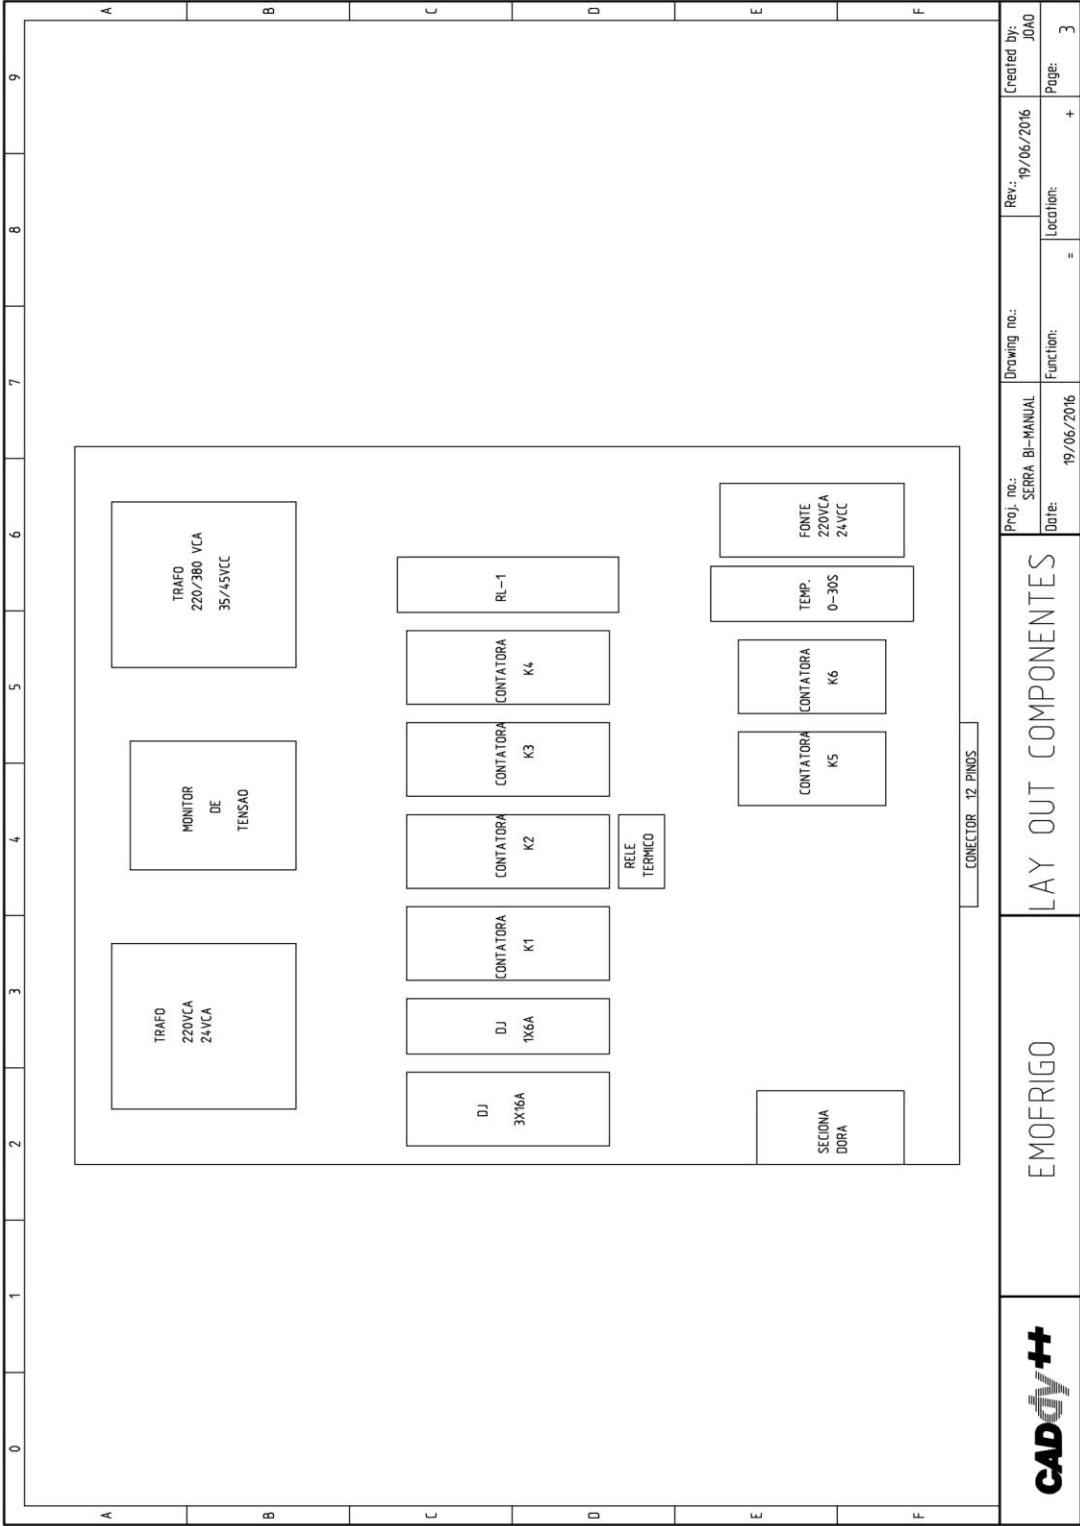 0 1 2 3 4 5 6 7 8 9
A A
B B
C C
D D
E E
F F
TRAFO
220VCA
24VCA
MONITOR
DE
TENSAO
TRAFO
220/380 VCA
35/45VCC
DJ
3X16A
DJ
1X6A
CONTATORA
K1
CONTATORA
K2
CONTATORA
K3
CONTATORA
K4
RL-1
RELE
TERMICO
SECIONA
DORA
CONTATORA
K5
CONTATORA
K6
TEMP.
0-30S
FONTE
220VCA
24VCC
CONECTOR 12 PINOS
CADdy++
EMOFRIGO
LAY OUT COMPONENTES
Proj. no.:
SERRA BI-MANUAL
Drawing no.:
Rev.:
19/06/2016
Created by:
JOAO
Date:
19/06/2016
Function:
=
Location:
+
Page:
3